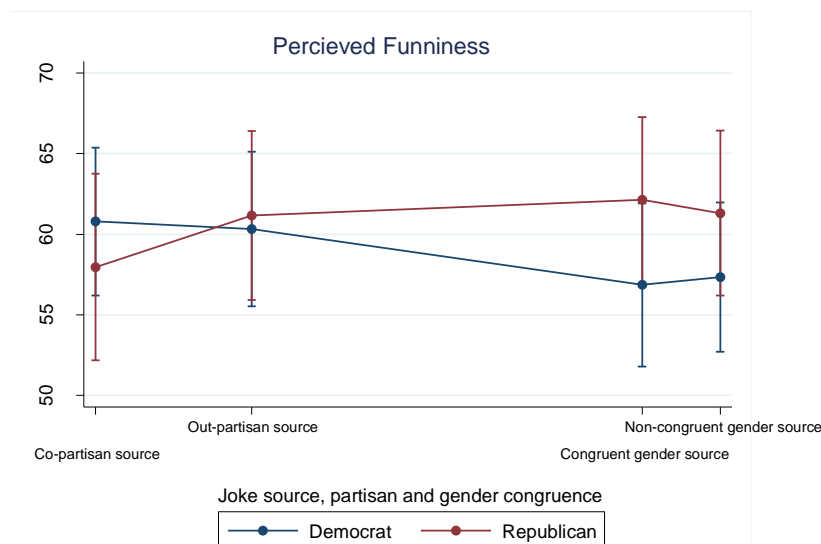 Percieved Funniness
70
65
60
55
50
Out-partisan source
Non-congruent gender source
Co-partisan source
Congruent gender source
Joke source, partisan and gender congruence
Democrat
Republican